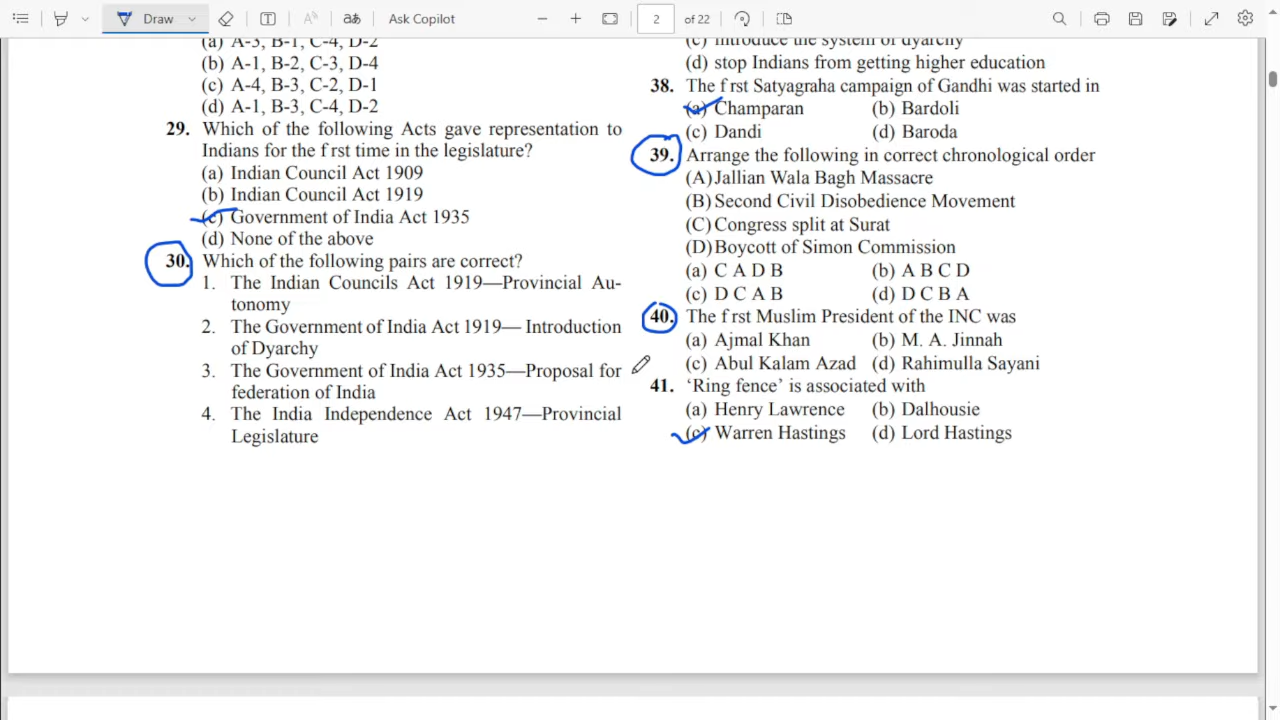 Draw
Ask Copilot
2
of 22
(a) A-3, B-1, C-4, D-2
(b) A-1, B-2, C-3, D-4
(c) A-4, B-3, C-2, D-1
(d) A-1, B-3, C-4, D-2
29. Which of the following Acts gave representation to
Indians for the f rst time in the legislature?
(a) Indian Council Act 1909
(b) Indian Council Act 1919
(c) Government of India Act 1935
(d) None of the above
30. Which of the following pairs are correct?
1. The Indian Councils Act 1919—Provincial Au-
tonomy
2. The Government of India Act 1919— Introduction
of Dyarchy
3. The Government of India Act 1935—Proposal for
federation of India
4. The India Independence Act 1947—Provincial
Legislature
(c) introduce the system of dyarchy
(d) stop Indians from getting higher education
38. The f rst Satyagraha campaign of Gandhi was started in
(a) Champaran (b) Bardoli
(c) Dandi (d) Baroda
39. Arrange the following in correct chronological order
(A) Jallian Wala Bagh Massacre
(B) Second Civil Disobedience Movement
(C) Congress split at Surat
(D) Boycott of Simon Commission
(a) C A D B (b) A B C D
(c) D C A B (d) D C B A
40. The f rst Muslim President of the INC was
(a) Ajmal Khan (b) M. A. Jinnah
(c) Abul Kalam Azad (d) Rahimulla Sayani
41. ‘Ring fence’ is associated with
(a) Henry Lawrence (b) Dalhousie
(c) Warren Hastings (d) Lord Hastings